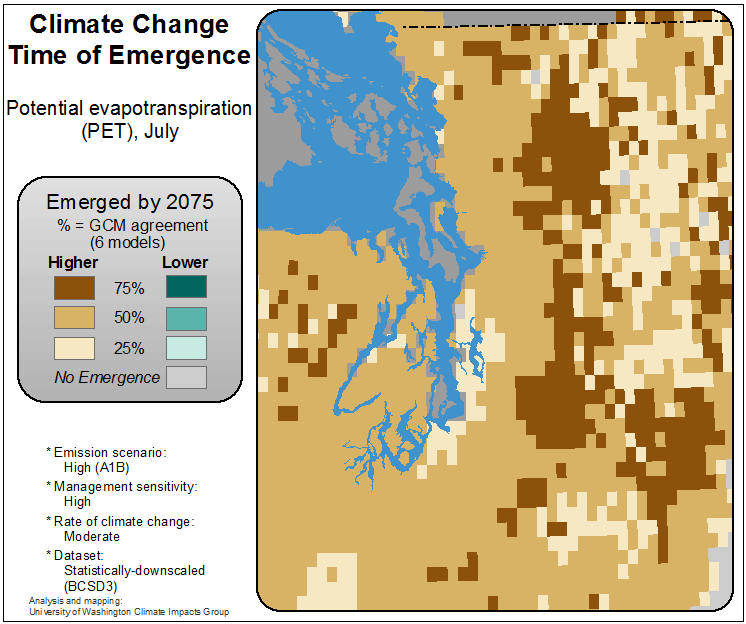 Climate Change
Time of Emergence
Potential evapotranspiration
(PET), July
Emerged by 2075
% = GCM agreement
(6 models)
Higher Lower
75%
50%
25%
No Emergence
* Emission scenario:
High (A1B)
* Management sensitivity:
High
* Rate of climate change:
Moderate
* Dataset:
Statistically-downscaled
(BCSD3)
Analysis and mapping:
University of Washington Climate Impacts Group